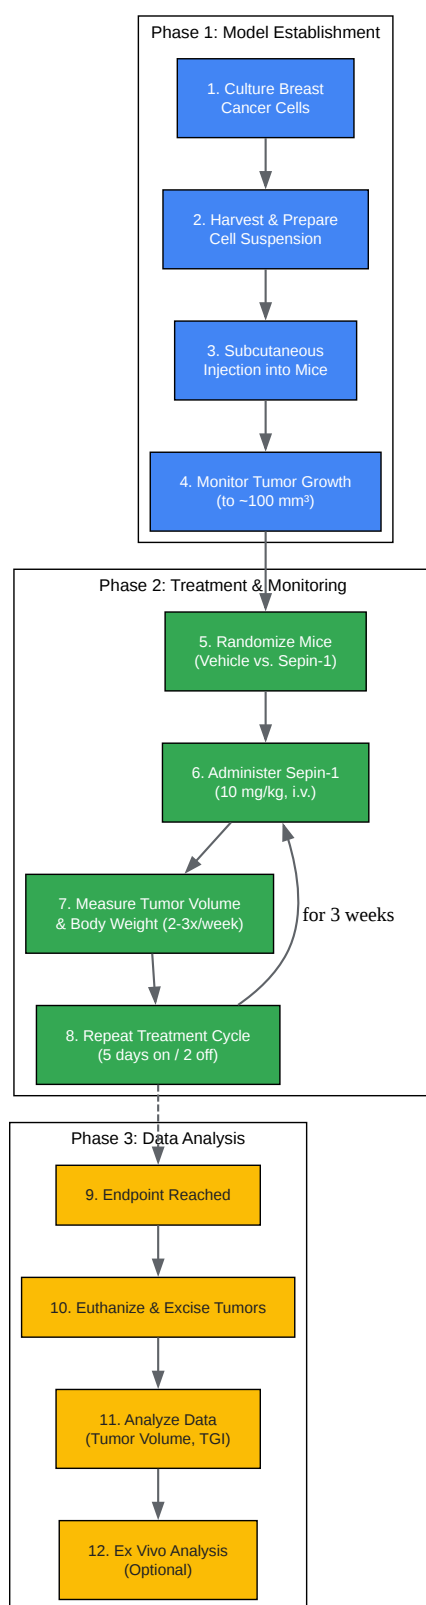 Phase 1: Model Establishment
1. Culture Breast
Cancer Cells
2. Harvest & Prepare
Cell Suspension
3. Subcutaneous
Injection into Mice
4. Monitor Tumor Growth
(to ~100 mm³)
Phase 2: Treatment & Monitoring
5. Randomize Mice
(Vehicle vs. Sepin-1)
6. Administer Sepin-1
(10 mg/kg, i.v.)
7. Measure Tumor Volume
& Body Weight (2-3x/week)
for 3 weeks
8. Repeat Treatment Cycle
(5 days on / 2 off)
Phase 3: Data Analysis
9. Endpoint Reached
10. Euthanize & Excise Tumors
11. Analyze Data
(Tumor Volume, TGI)
12. Ex Vivo Analysis
(Optional)